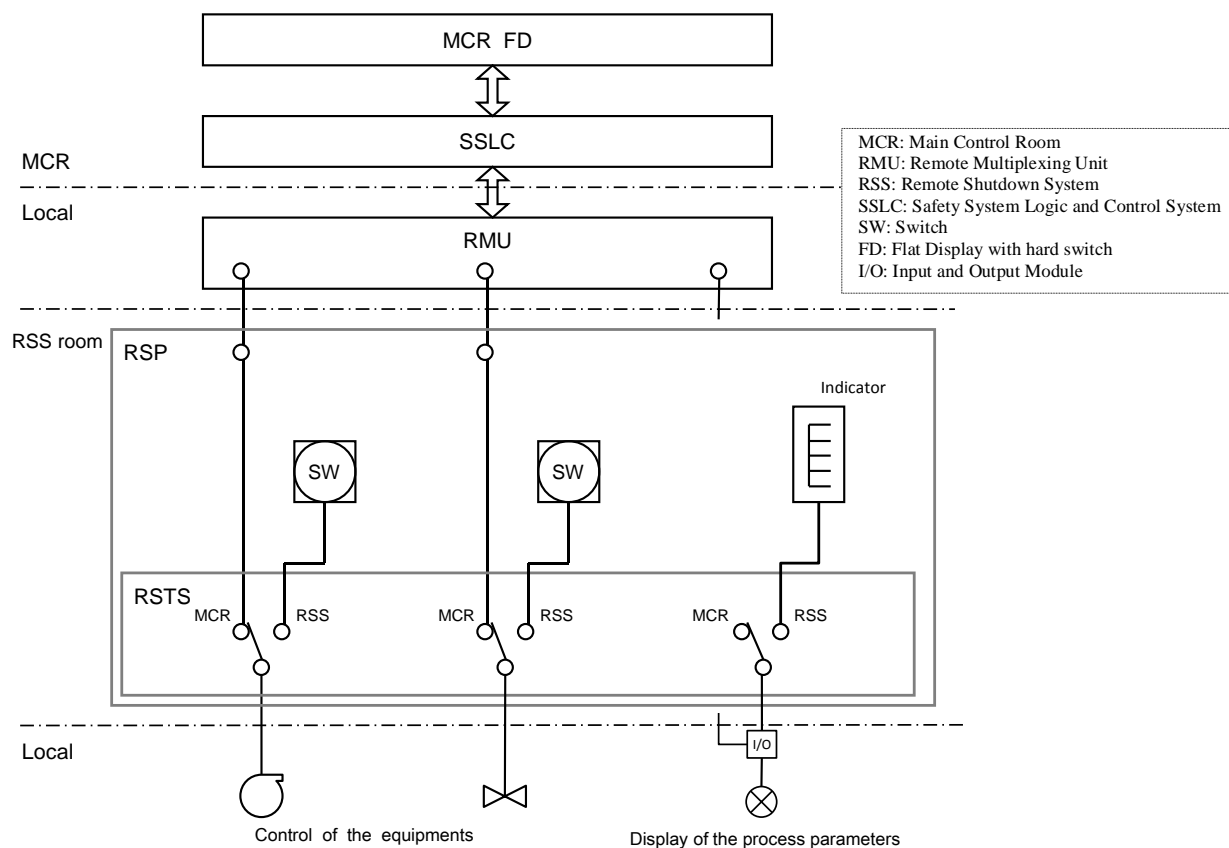 MCR FD
SSLC
MCR
Local
RMU
MCR: Main Control Room
RMU: Remote Multiplexing Unit
RSS: Remote Shutdown System
SSLC: Safety System Logic and Control System
SW: Switch
FD: Flat Display with hard switch
I/O: Input and Output Module
RSS room
RSP
Indicator
SW
SW
RSTS
MCR
RSS
MCR
RSS
MCR
RSS
Local
I/O
Control of the equipments
Display of the process parameters